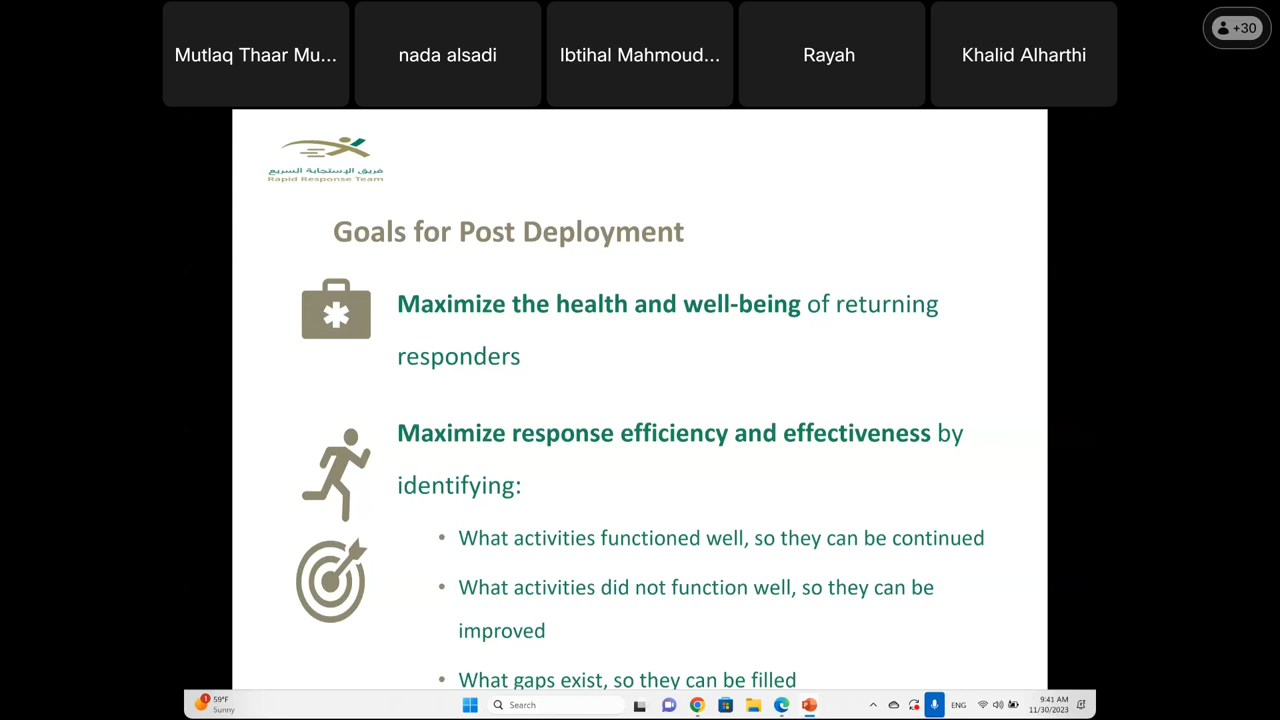 Mutlaq Thaar Mu...
nada alsadi
Ibtihal Mahmoud...
Rayah
Khalid Alharthi
+30
فريق الإستجابة السريع
Rapid Response Team
Goals for Post Deployment
Maximize the health and well-being of returning
responders
Maximize response efficiency and effectiveness by
identifying:
• What activities functioned well, so they can be continued
• What activities did not function well, so they can be
improved
• What gaps exist, so they can be filled
1
59°F
Sunny
Search
ENG
9:41 AM
11/30/2023